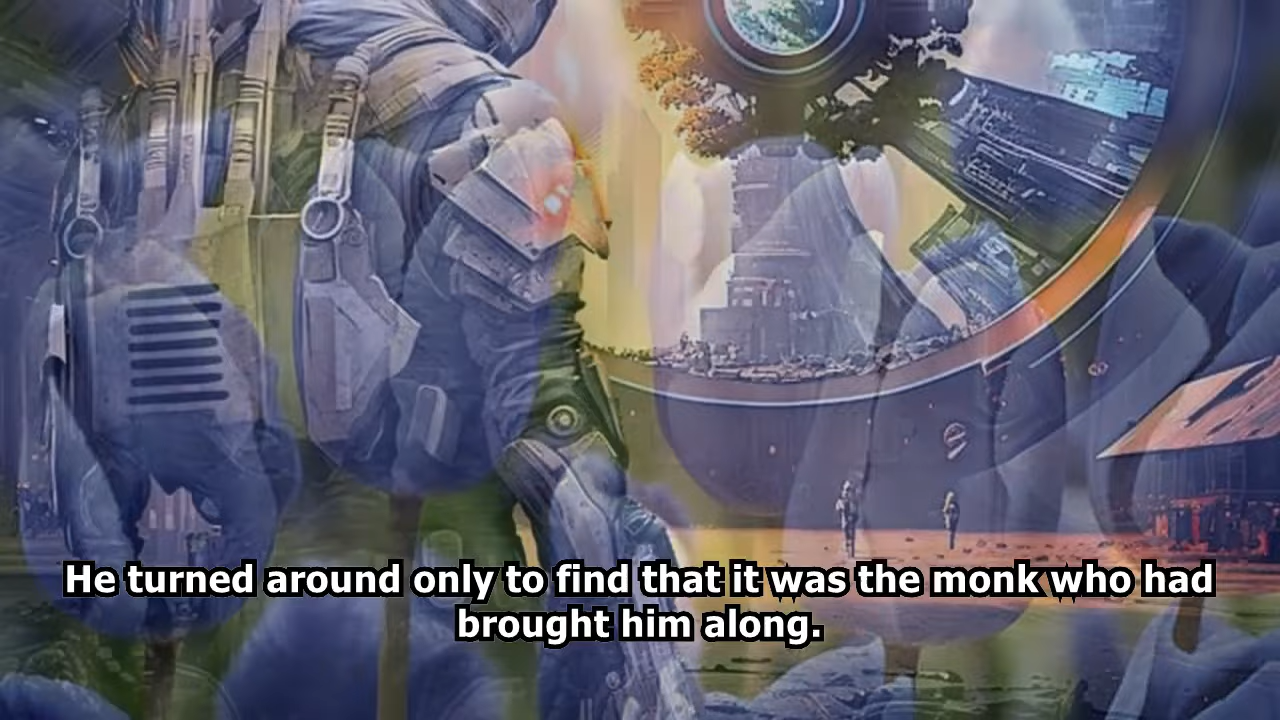 He turned around only to find that it was the monk who had
brought him along.